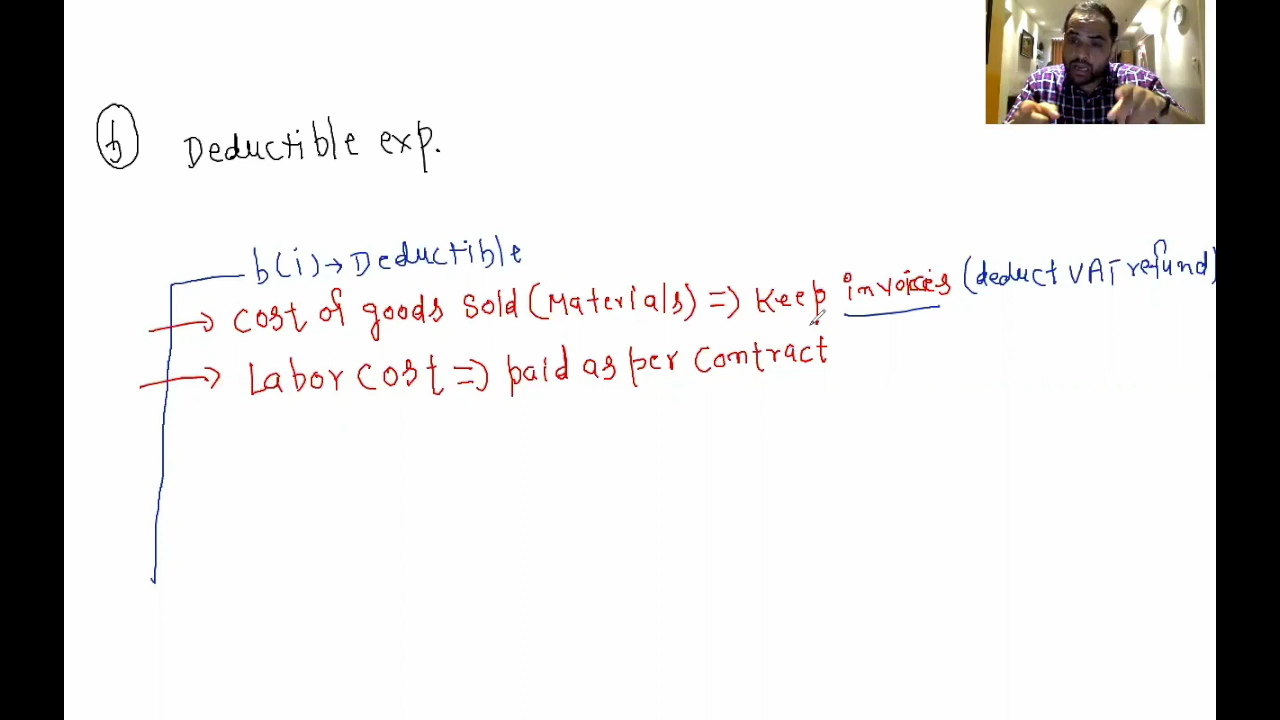 b Deductible exp.
b(i)→Deductible
→ cost of goods sold (Materials) => Keep invoices (deduct VAT refund)
→ Labor cost => paid as per contract